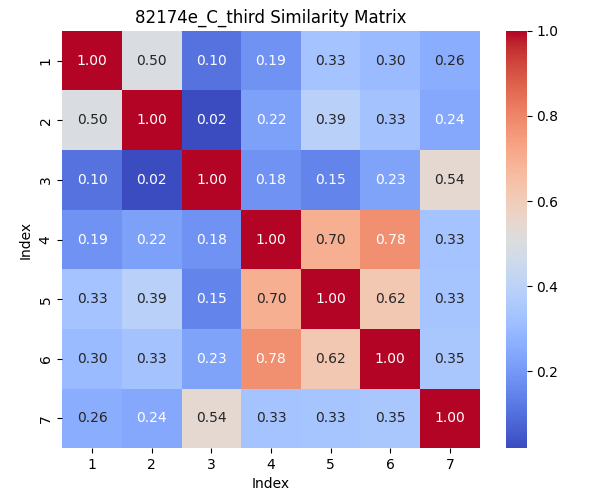 82174e_C_third Similarity Matrix
1 1.00 0.50 0.10 0.19 0.33 0.30 0.26
2 0.50 1.00 0.02 0.22 0.39 0.33 0.24
3 0.10 0.02 1.00 0.18 0.15 0.23 0.54
4 0.19 0.22 0.18 1.00 0.70 0.78 0.33
5 0.33 0.39 0.15 0.70 1.00 0.62 0.33
6 0.30 0.33 0.23 0.78 0.62 1.00 0.35
7 0.26 0.24 0.54 0.33 0.33 0.35 1.00
1 2 3 4 5 6 7
Index
Index
1.0
0.8
0.6
0.4
0.2